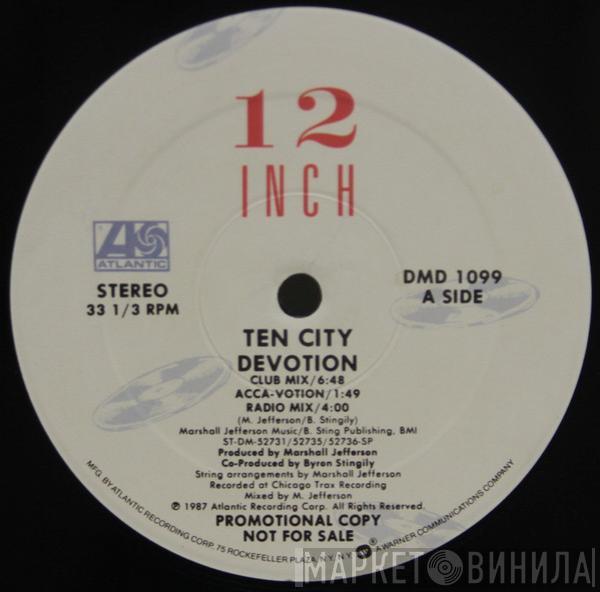 12
INCH
ATLANTIC
STEREO
33 1/3 RPM
DMD 1099
A SIDE
TEN CITY
DEVOTION
CLUB MIX/6:48
ACCA-VOTION/1:49
RADIO MIX/4:00
(M. Jefferson/B. Stingily)
Marshall Jefferson Music/B. Sting Publishing, BMI
ST-DM-52731/52735/52736-SP
Produced by Marshall Jefferson
Co-Produced by Byron Stingily
String arrangements by Marshall Jefferson
Recorded at Chicago Trax Recording
Mixed by M. Jefferson
℗ 1987 Atlantic Recording Corp. All Rights Reserved.
PROMOTIONAL COPY
NOT FOR SALE
MFG. BY ATLANTIC RECORDING CORP. 75 ROCKEFELLER PLAZA, N.Y. N.Y. A WARNER COMMUNICATIONS COMPANY
МАРКЕТ ВИНИЛА